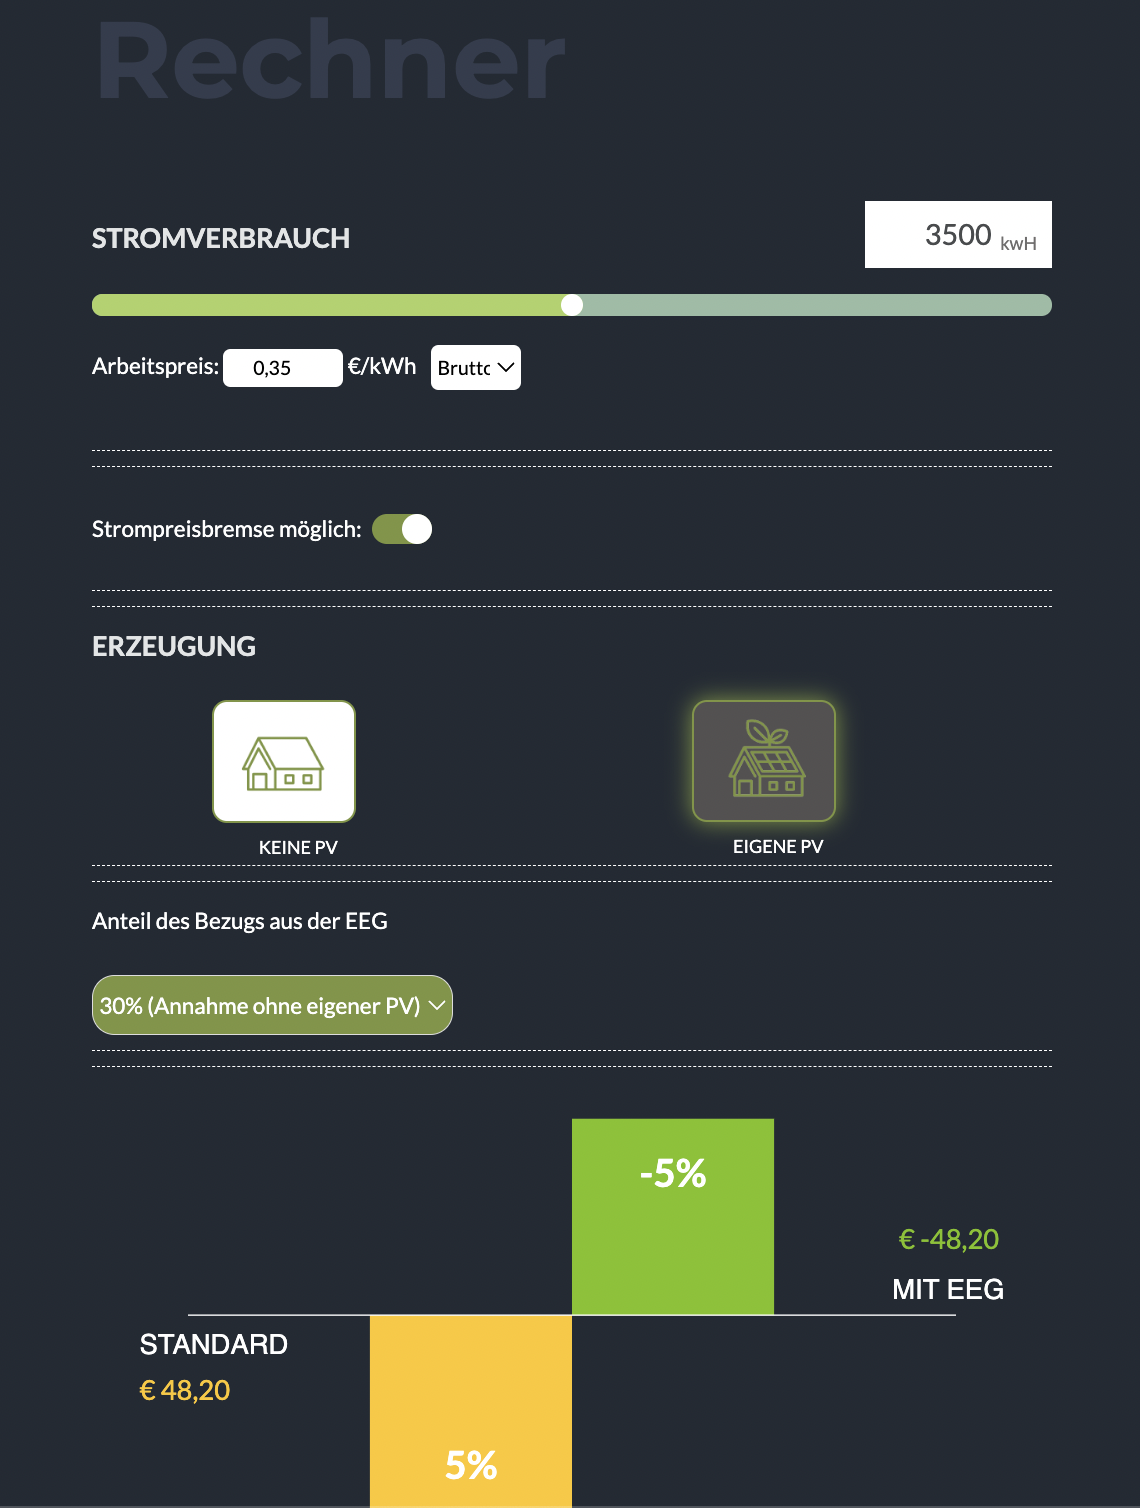 Rechner
STROMVERBRAUCH
3500 kwH
Arbeitspreis: 0,35 €/kWh Brutto
Strompreisbremse möglich:
ERZEUGUNG
KEINE PV
EIGENE PV
Anteil des Bezugs aus der EEG
30% (Annahme ohne eigener PV)
-5%
€ -48,20
MIT EEG
STANDARD
€ 48,20
5%